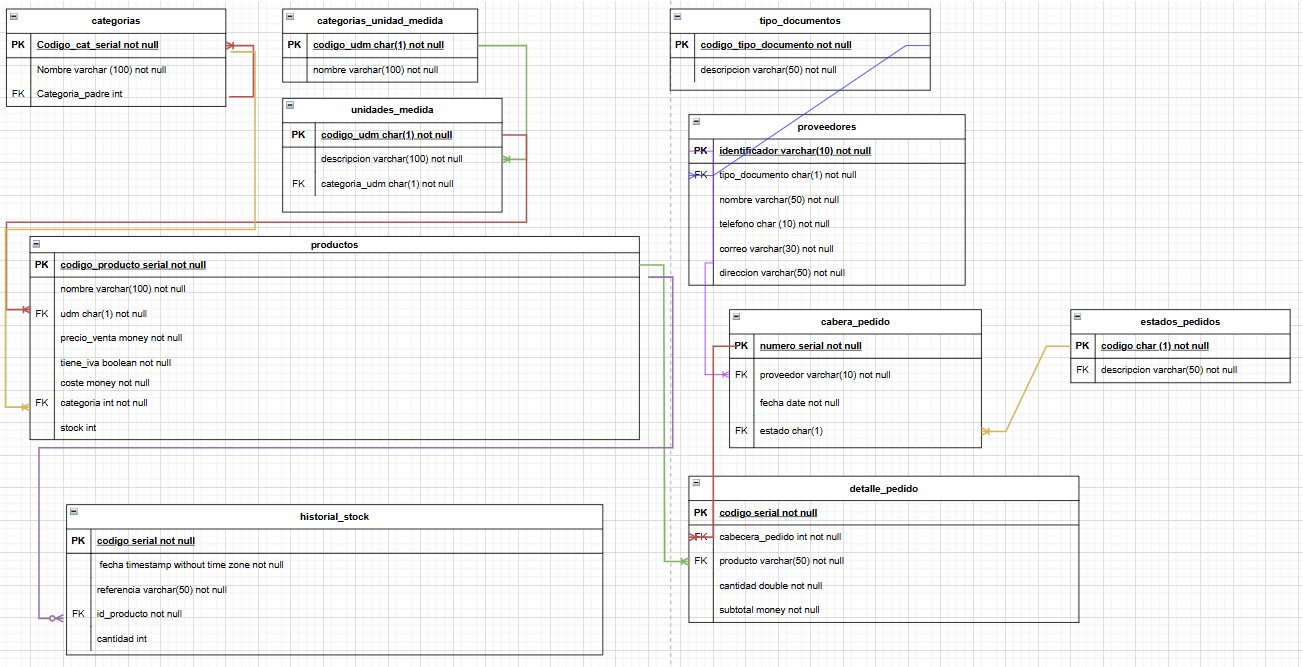 categorias
PK Codigo_cat_serial not null
Nombre varchar (100) not null
FK Categoria_padre int
categorias_unidad_medida
PK codigo_udm char(1) not null
nombre varchar(100) not null
unidades_medida
PK codigo_udm char(1) not null
descripcion varchar(100) not null
FK categoria_udm char(1) not null
productos
PK codigo_producto serial not null
nombre varchar(100) not null
FK udm char(1) not null
precio_venta money not null
tiene_iva boolean not null
coste money not null
FK categoria int not null
stock int
historial_stock
PK codigo serial not null
fecha timestamp without time zone not null
referencia varchar(50) not null
FK id_producto not null
cantidad int
tipo_documentos
PK codigo_tipo_documento not null
descripcion varchar(50) not null
proveedores
PK identificador varchar(10) not null
FK tipo_documento char(1) not null
nombre varchar(50) not null
telefono char (10) not null
correo varchar(30) not null
direccion varchar(50) not null
cabera_pedido
PK numero serial not null
FK proveedor varchar(10) not null
fecha date not null
FK estado char(1)
estados_pedidos
PK codigo char (1) not null
FK descripcion varchar(50) not null
detalle_pedido
PK codigo serial not null
FK cabecera_pedido int not null
FK producto varchar(50) not null
cantidad double not null
subtotal money not null